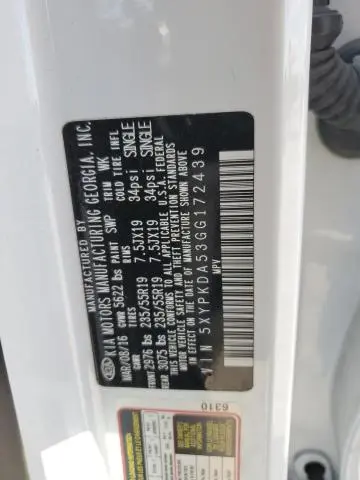 MANUFACTURED BY
KIA MOTORS MANUFACTURING GEORGIA, INC.
MAR/08/16 GVWR 5622 lbs PAINT SWP TRIM WK
GWR RIMS COLD TIRE INFL
FRONT 2976 lbs 235/55R19 7.5JX19 34psi SINGLE
REAR 3075 lbs 235/55R19 7.5JX19 34psi SINGLE
THIS VEHICLE CONFORMS TO ALL APPLICABLE U.S.A. FEDERAL
MOTOR VEHICLE SAFETY AND THEFT PREVENTION STANDARDS
IN EFFECT ON THE DATE OF MANUFACTURE SHOWN ABOVE
VIN 5XYPKDA53GG172439
MPV
6310